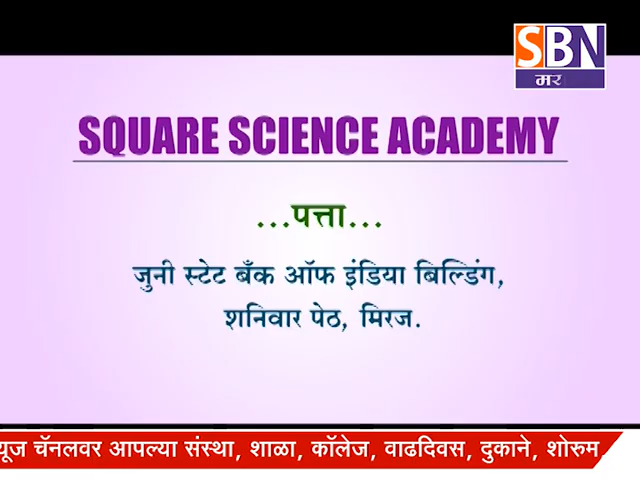 SBN
मर
SQUARE SCIENCE ACADEMY
...पत्ता...
जुनी स्टेट बँक ऑफ इंडिया बिल्डिंग,
शनिवार पेठ, मिरज.
चॅनलवर आपल्या संस्था, शाळा, कॉलेज, वाढदिवस, दुकाने, शोरुम